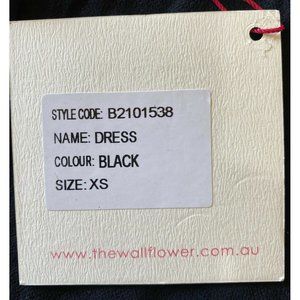 STYLE CODE: B2101538
NAME: DRESS
COLOUR: BLACK
SIZE: XS
www.thewallflower.com.au